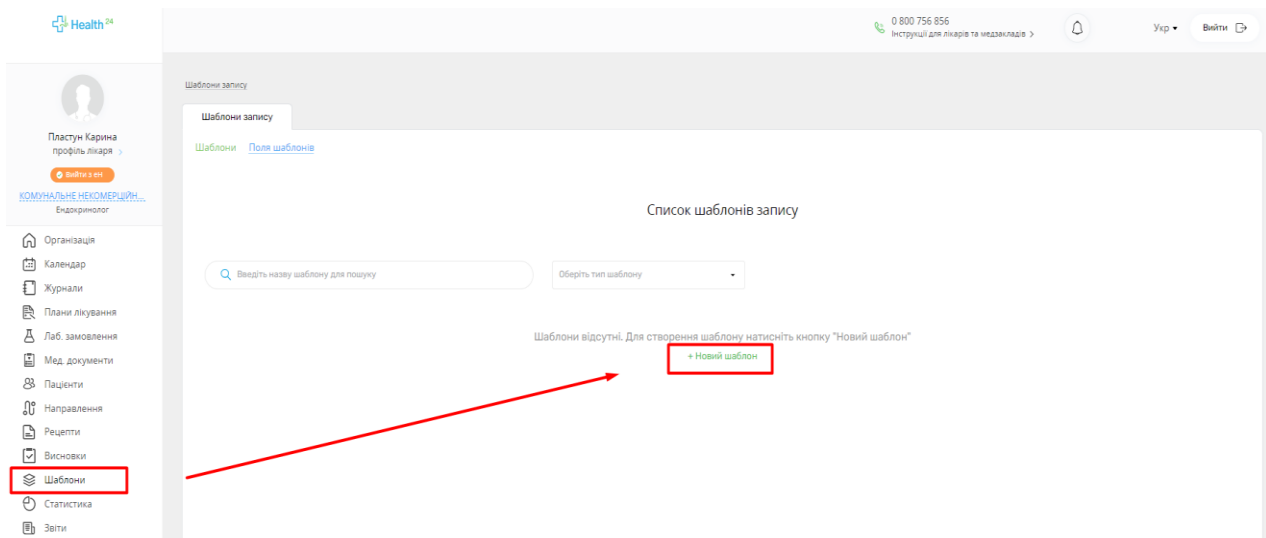 Health 24
0 800 756 856
Інструкції для лікарів та медзакладів >
Укр
Вийти
Пластун Карина
профіль лікаря >
Вийти з ЕН
КОМУНАЛЬНЕ НЕКОМЕРЦІЙН...
Ендокринолог
Організація
Календар
Журнали
Плани лікування
Лаб. замовлення
Мед. документи
Пацієнти
Направлення
Рецепти
Висновки
Шаблони
Статистика
Звіти
Шаблони запису
Шаблони запису
Шаблони Поля шаблонів
Список шаблонів запису
Введіть назву шаблону для пошуку
Оберіть тип шаблону
Шаблони відсутні. Для створення шаблону натисніть кнопку "Новий шаблон"
+ Новий шаблон